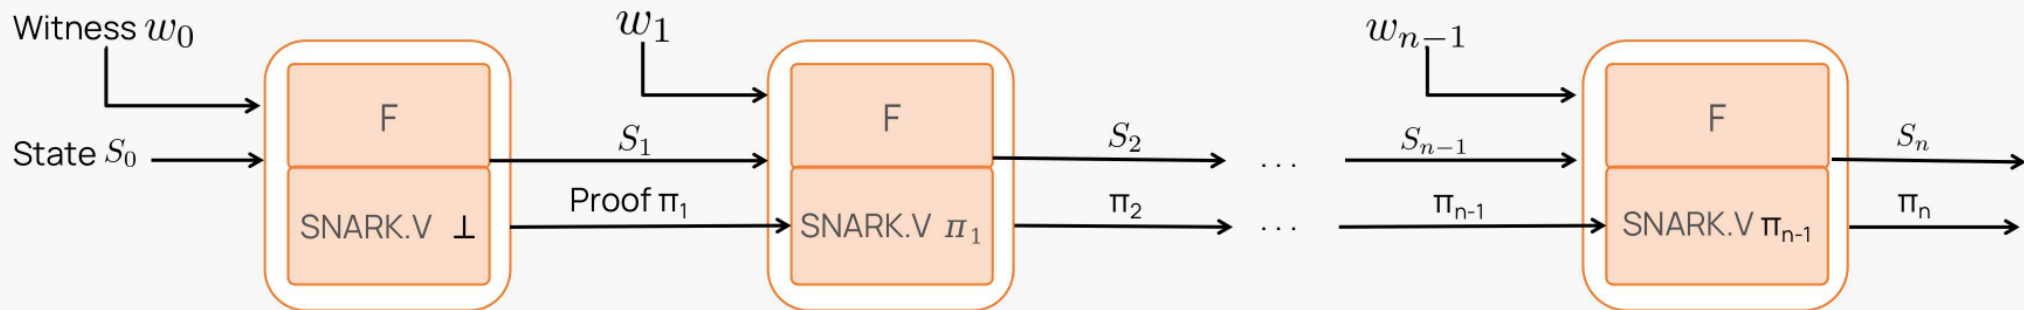 Witness w₀
State S₀
F
SNARK.V ⊥
S₁
Proof π₁
w₁
F
SNARK.V π₁
S₂
π₂
. . .
. . .
wₙ₋₁
Sₙ₋₁
πₙ₋₁
F
SNARK.V πₙ₋₁
Sₙ
πₙ